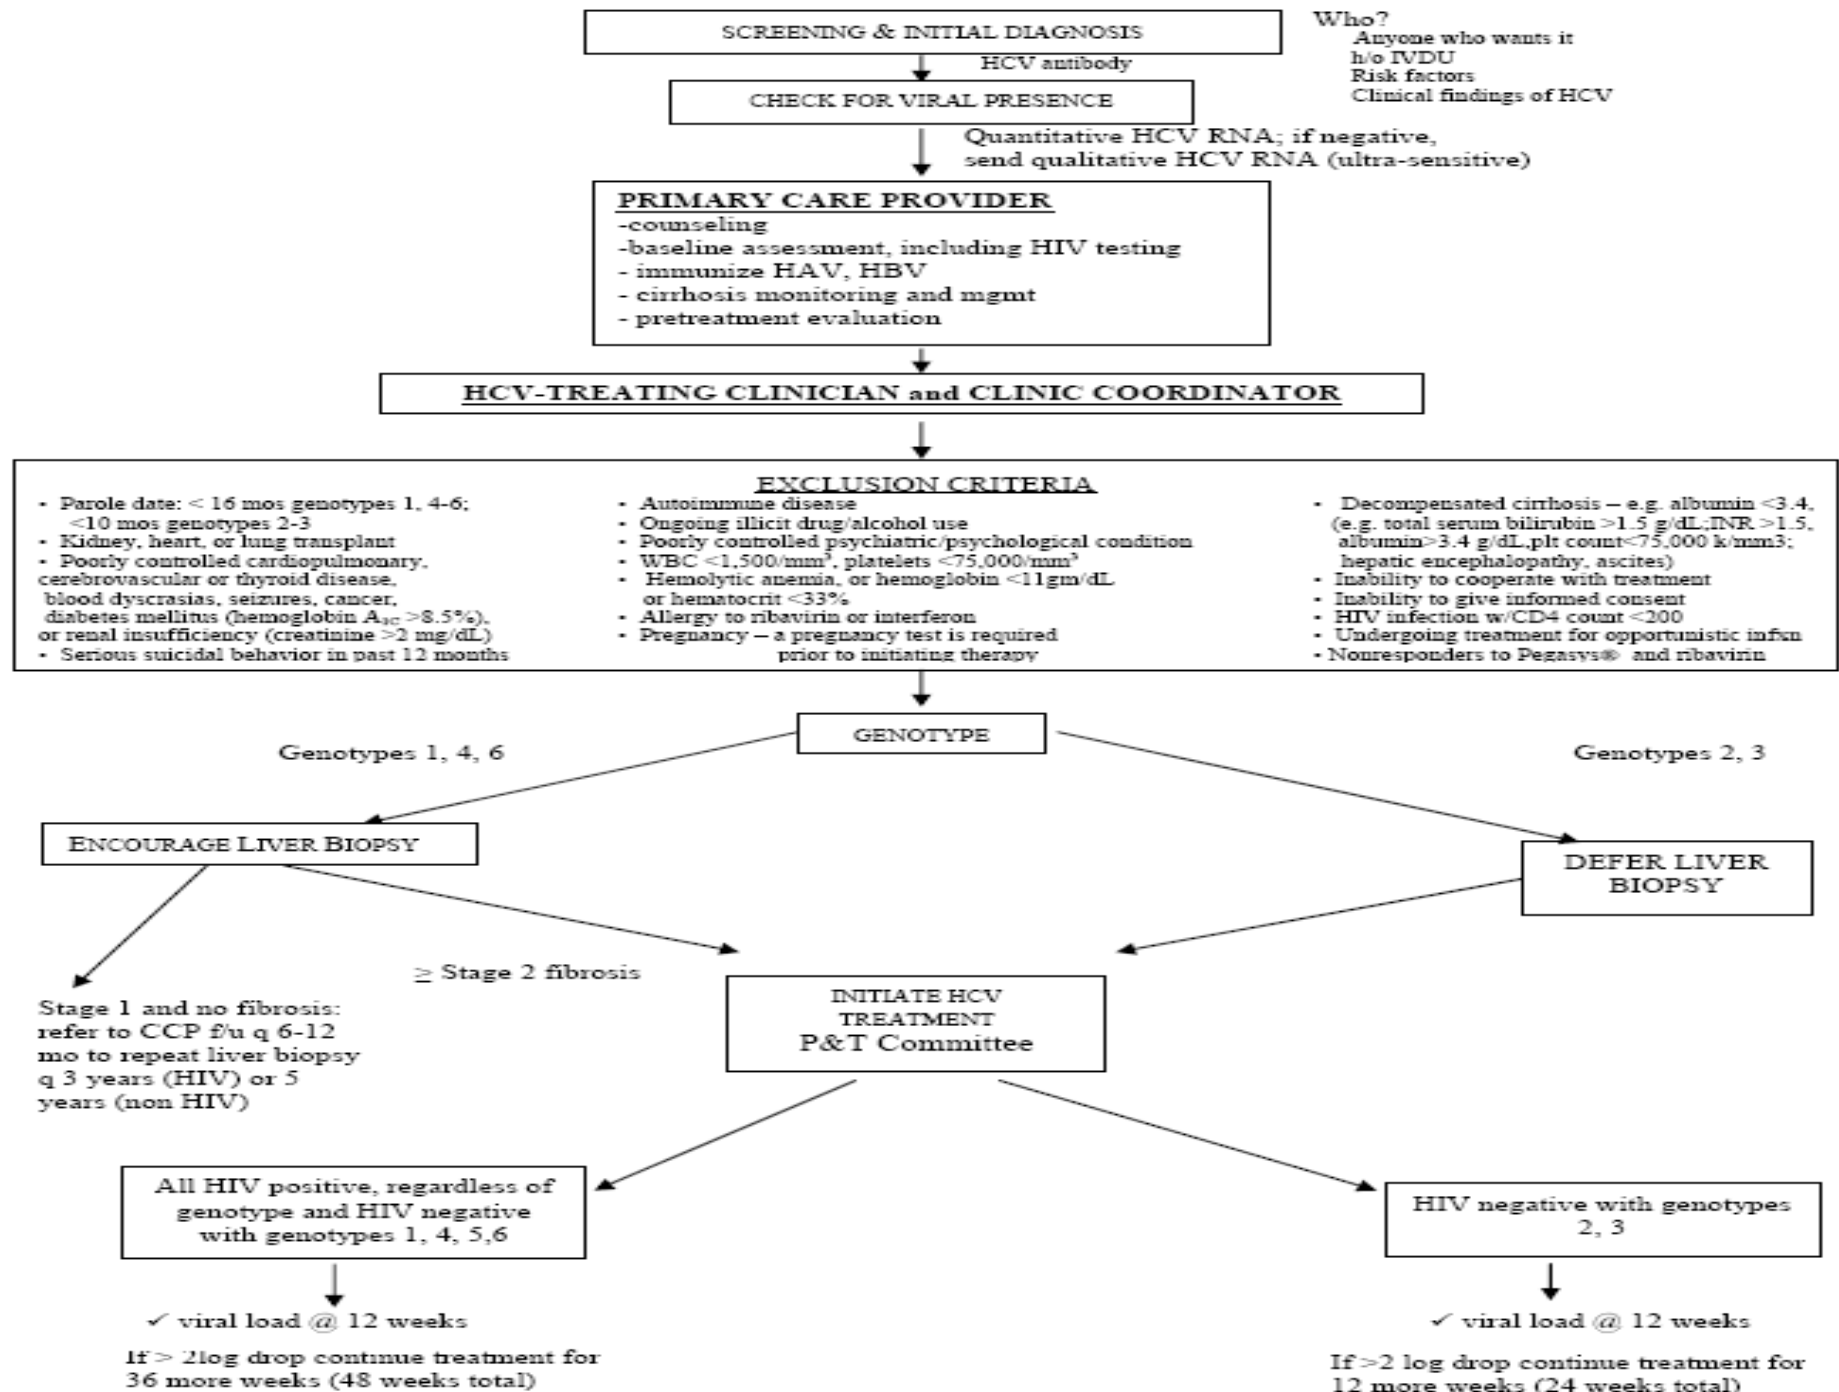 SCREENING & INITIAL DIAGNOSIS
Who?
Anyone who wants it
h/o IVDU
Risk factors
Clinical findings of HCV
HCV antibody
CHECK FOR VIRAL PRESENCE
Quantitative HCV RNA; if negative,
send qualitative HCV RNA (ultra-sensitive)
PRIMARY CARE PROVIDER
-counseling
-baseline assessment, including HIV testing
- immunize HAV, HBV
- cirrhosis monitoring and mgmt
- pretreatment evaluation
HCV-TREATING CLINICIAN and CLINIC COORDINATOR
EXCLUSION CRITERIA
• Parole date: < 16 mos genotypes 1, 4-6;
<10 mos genotypes 2-3
• Kidney, heart, or lung transplant
• Poorly controlled cardiopulmonary,
cerebrovascular or thyroid disease,
blood dyscrasias, seizures, cancer,
diabetes mellitus (hemoglobin A1C >8.5%),
or renal insufficiency (creatinine >2 mg/dL)
• Serious suicidal behavior in past 12 months
• Autoimmune disease
• Ongoing illicit drug/alcohol use
• Poorly controlled psychiatric/psychological condition
• WBC <1,500/mm³, platelets <75,000/mm³
• Hemolytic anemia, or hemoglobin <11gm/dL
or hematocrit <33%
• Allergy to ribavirin or interferon
• Pregnancy – a pregnancy test is required
prior to initiating therapy
• Decompensated cirrhosis – e.g. albumin <3.4,
(e.g. total serum bilirubin >1.5 g/dL;INR >1.5,
albumin>3.4 g/dL,plt count<75,000 k/mm3;
hepatic encephalopathy, ascites)
• Inability to cooperate with treatment
• Inability to give informed consent
• HIV infection w/CD4 count <200
• Undergoing treatment for opportunistic infxn
• Nonresponders to Pegasys® and ribavirin
GENOTYPE
Genotypes 1, 4, 6
Genotypes 2, 3
ENCOURAGE LIVER BIOPSY
DEFER LIVER
BIOPSY
≥ Stage 2 fibrosis
Stage 1 and no fibrosis:
refer to CCP f/u q 6-12
mo to repeat liver biopsy
q 3 years (HIV) or 5
years (non HIV)
INITIATE HCV
TREATMENT
P&T Committee
All HIV positive, regardless of
genotype and HIV negative
with genotypes 1, 4, 5,6
HIV negative with genotypes
2, 3
✓ viral load @ 12 weeks
If > 2log drop continue treatment for
36 more weeks (48 weeks total)
✓ viral load @ 12 weeks
If >2 log drop continue treatment for
12 more weeks (24 weeks total)